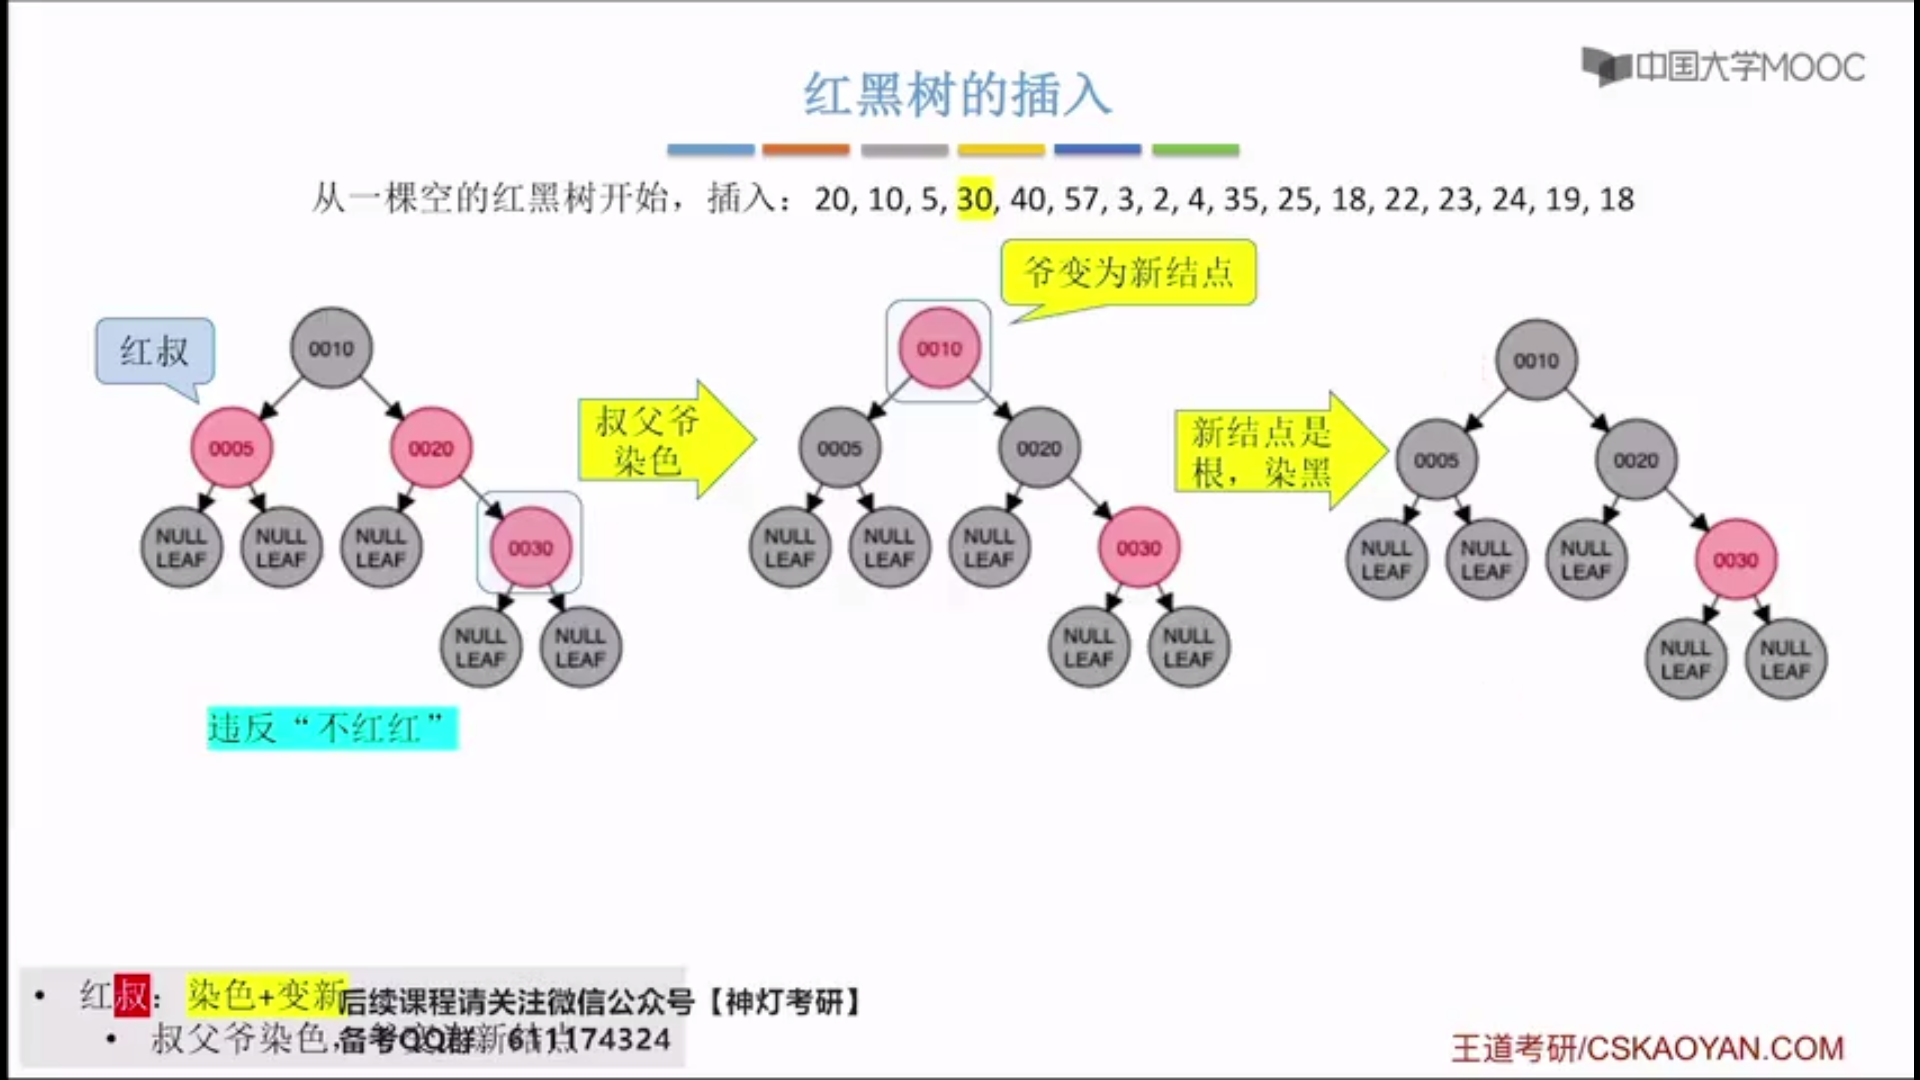 中国大学MOOC
红黑树的插入
从一棵空的红黑树开始，插入：20, 10, 5, 30, 40, 57, 3, 2, 4, 35, 25, 18, 22, 23, 24, 19, 18
爷变为新结点
红叔
0010
0005
0020
NULL LEAF
NULL LEAF
NULL LEAF
0030
NULL LEAF
NULL LEAF
违反“不红红”
叔父爷
染色
0010
0005
0020
NULL LEAF
NULL LEAF
NULL LEAF
0030
NULL LEAF
NULL LEAF
新结点是
根，染黑
0010
0005
0020
NULL LEAF
NULL LEAF
NULL LEAF
0030
NULL LEAF
NULL LEAF
• 红叔：染色+变新
后续课程请关注微信公众号【神灯考研】
• 叔父爷染色，新结点
备考QQ群：611174324
王道考研/CSKAOYAN.COM